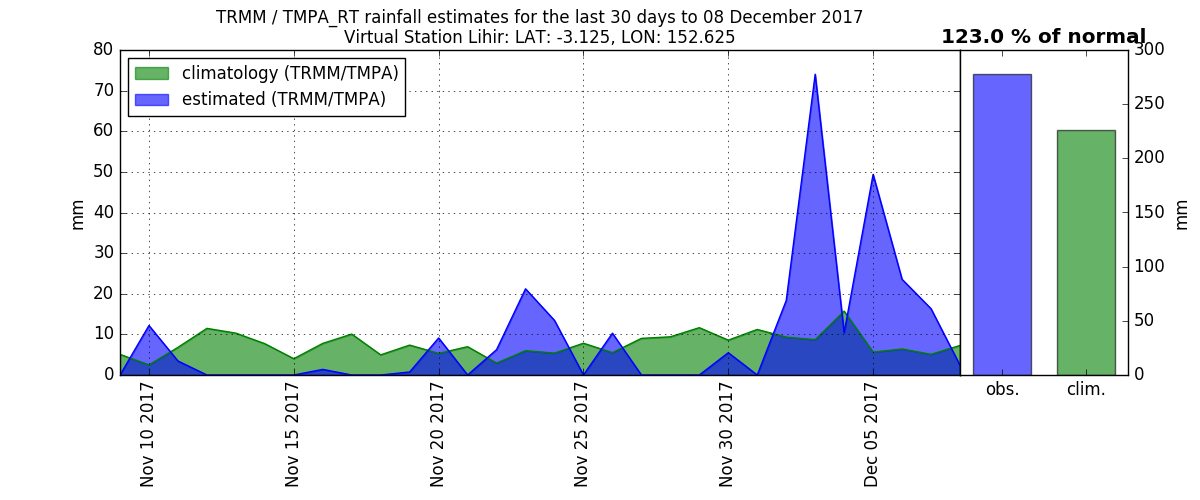 TRMM / TMPA_RT rainfall estimates for the last 30 days to 08 December 2017
Virtual Station Lihir: LAT: -3.125, LON: 152.625
123.0 % of normal
climatology (TRMM/TMPA)
estimated (TRMM/TMPA)
mm
80
70
60
50
40
30
20
10
0
Nov 10 2017
Nov 15 2017
Nov 20 2017
Nov 25 2017
Nov 30 2017
Dec 05 2017
obs.
clim.
300
250
200
150
100
50
0
mm